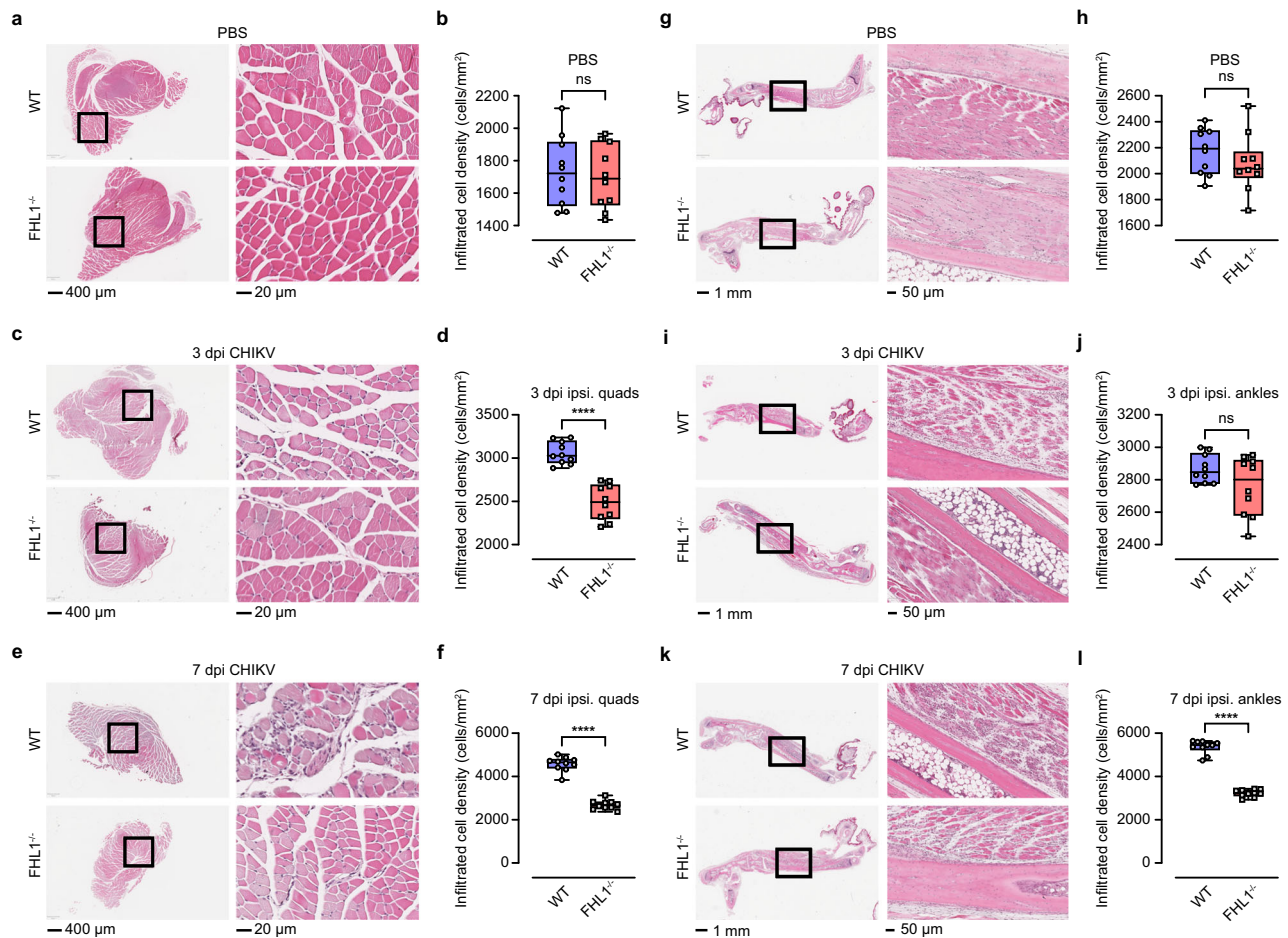 a
PBS
WT
FHL1-/-
400 µm
20 µm
b
PBS
ns
Infiltrated cell density (cells/mm²)
2200
2000
1800
1600
1400
WT
FHL1-/-
g
PBS
WT
FHL1-/-
1 mm
50 µm
h
PBS
ns
Infiltrated cell density (cells/mm²)
2600
2400
2200
2000
1800
1600
WT
FHL1-/-
c
3 dpi CHIKV
WT
FHL1-/-
400 µm
20 µm
d
3 dpi ipsi. quads
****
Infiltrated cell density (cells/mm²)
3500
3000
2500
2000
WT
FHL1-/-
i
3 dpi CHIKV
WT
FHL1-/-
1 mm
50 µm
j
3 dpi ipsi. ankles
ns
Infiltrated cell density (cells/mm²)
3200
3000
2800
2600
2400
WT
FHL1-/-
e
7 dpi CHIKV
WT
FHL1-/-
400 µm
20 µm
f
7 dpi ipsi. quads
****
Infiltrated cell density (cells/mm²)
6000
4000
2000
0
WT
FHL1-/-
k
7 dpi CHIKV
WT
FHL1-/-
1 mm
50 µm
l
7 dpi ipsi. ankles
****
Infiltrated cell density (cells/mm²)
6000
4000
2000
0
WT
FHL1-/-